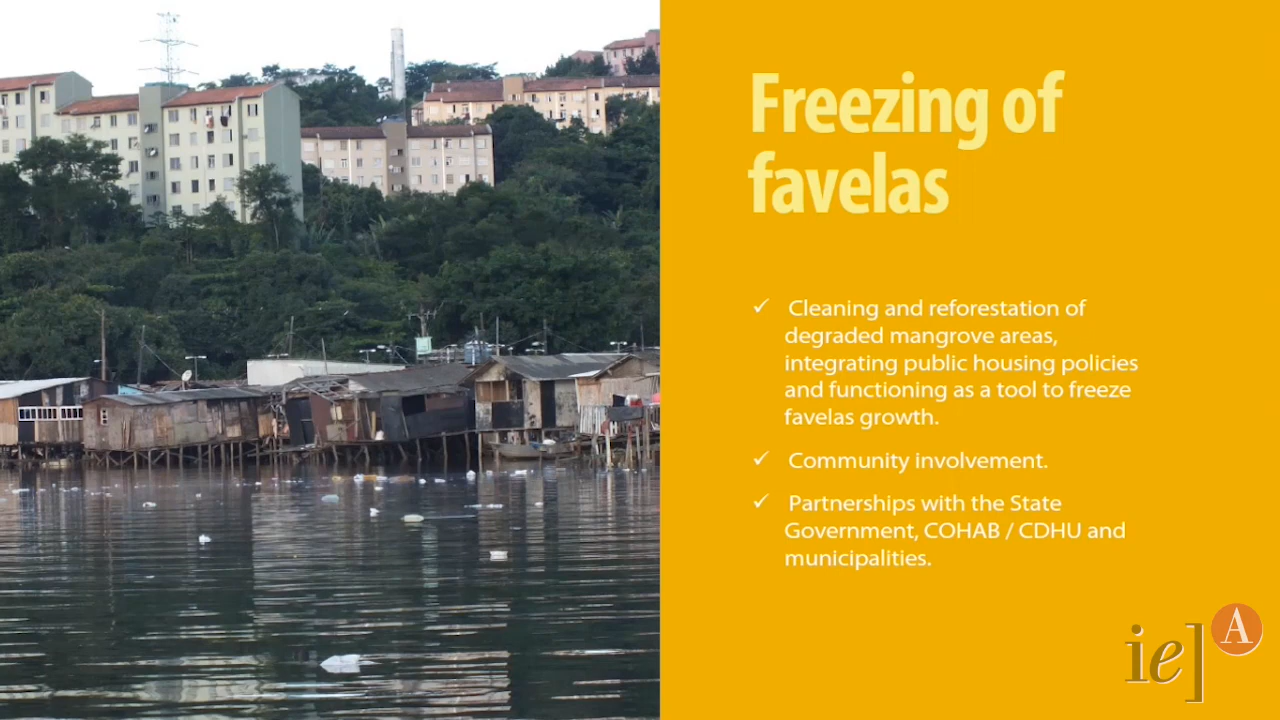 Freezing of
favelas
✓ Cleaning and reforestation of
degraded mangrove areas,
integrating public housing policies
and functioning as a tool to freeze
favelas growth.
✓ Community involvement.
✓ Partnerships with the State
Government, COHAB / CDHU and
municipalities.
ie] A